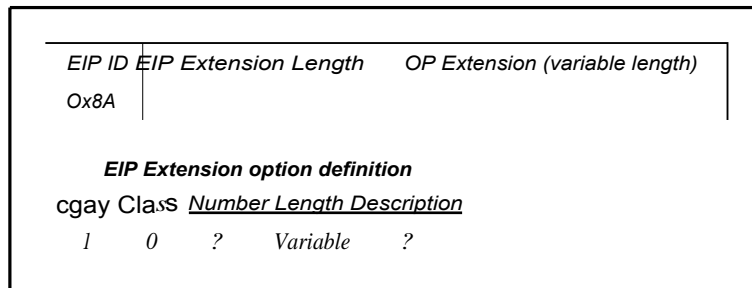 EIP ID EIP Extension Length OP Extension (variable length)
Ox8A
EIP Extension option definition
cgay Class Number Length Description
1 0 ? Variable ?